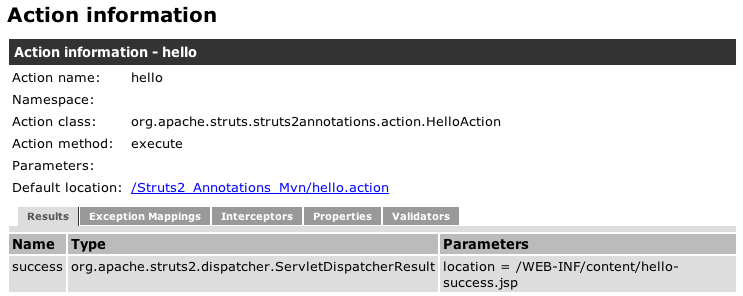 Action information
Action information - hello
Action name: hello
Namespace:
Action class: org.apache.struts.struts2annotations.action.HelloAction
Action method: execute
Parameters:
Default location: /Struts2_Annotations_Mvn/hello.action
Results Exception Mappings Interceptors Properties Validators
Name Type Parameters
success org.apache.struts2.dispatcher.ServletDispatcherResult location = /WEB-INF/content/hello-
success.jsp